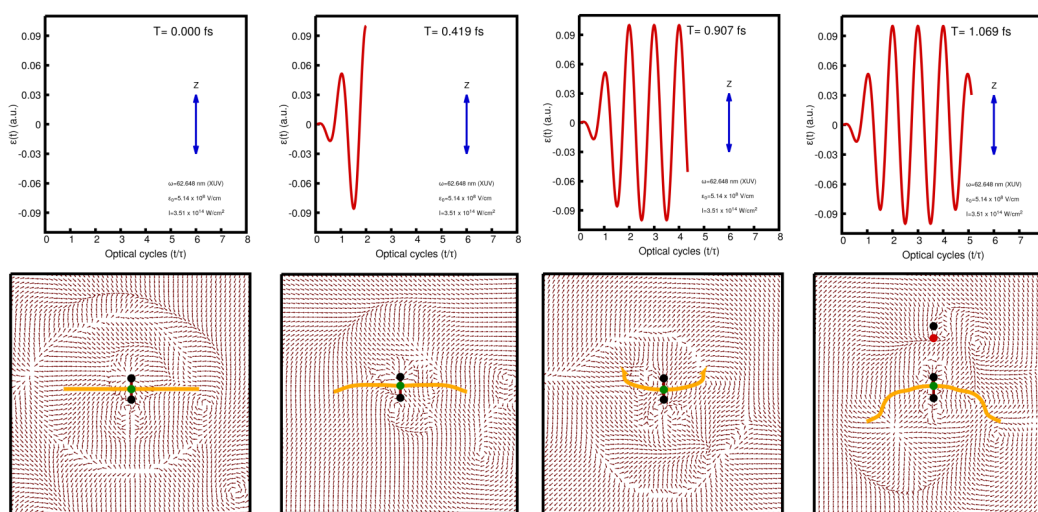 T= 0.000 fs
0.09
0.06
0.03
0
-0.03
-0.06
-0.09
ε(t) (a.u.)
Z
ω=62.648 nm (XUV)
ε₀=5.14 x 10⁸ V/cm
I=3.51 x 10¹⁴ W/cm²
0 1 2 3 4 5 6 7 8
Optical cycles (t/τ)
T= 0.419 fs
0.09
0.06
0.03
0
-0.03
-0.06
-0.09
ε(t) (a.u.)
Z
ω=62.648 nm (XUV)
ε₀=5.14 x 10⁸ V/cm
I=3.51 x 10¹⁴ W/cm²
0 1 2 3 4 5 6 7 8
Optical cycles (t/τ)
T= 0.907 fs
0.09
0.06
0.03
0
-0.03
-0.06
-0.09
ε(t) (a.u.)
Z
ω=62.648 nm (XUV)
ε₀=5.14 x 10⁸ V/cm
I=3.51 x 10¹⁴ W/cm²
0 1 2 3 4 5 6 7 8
Optical cycles (t/τ)
T= 1.069 fs
0.09
0.06
0.03
0
-0.03
-0.06
-0.09
ε(t) (a.u.)
Z
ω=62.648 nm (XUV)
ε₀=5.14 x 10⁸ V/cm
I=3.51 x 10¹⁴ W/cm²
0 1 2 3 4 5 6 7
Optical cycles (t/τ)